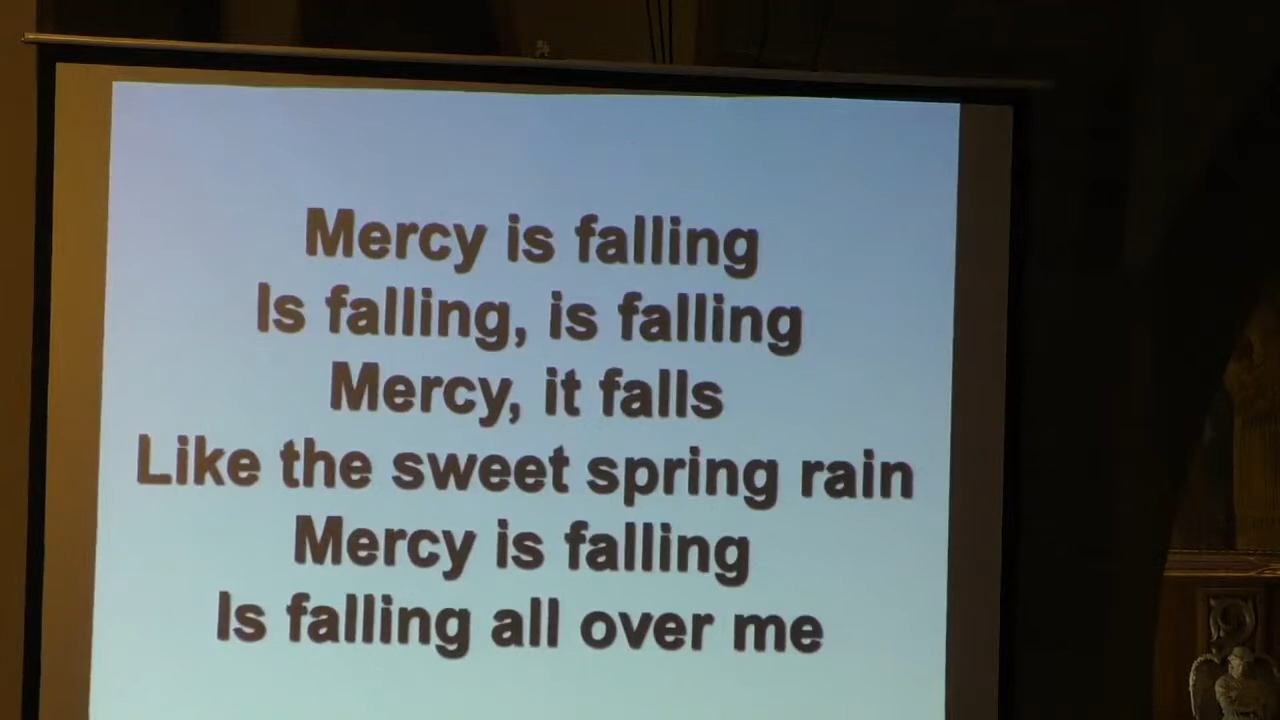 Mercy is falling
Is falling, is falling
Mercy, it falls
Like the sweet spring rain
Mercy is falling
Is falling all over me